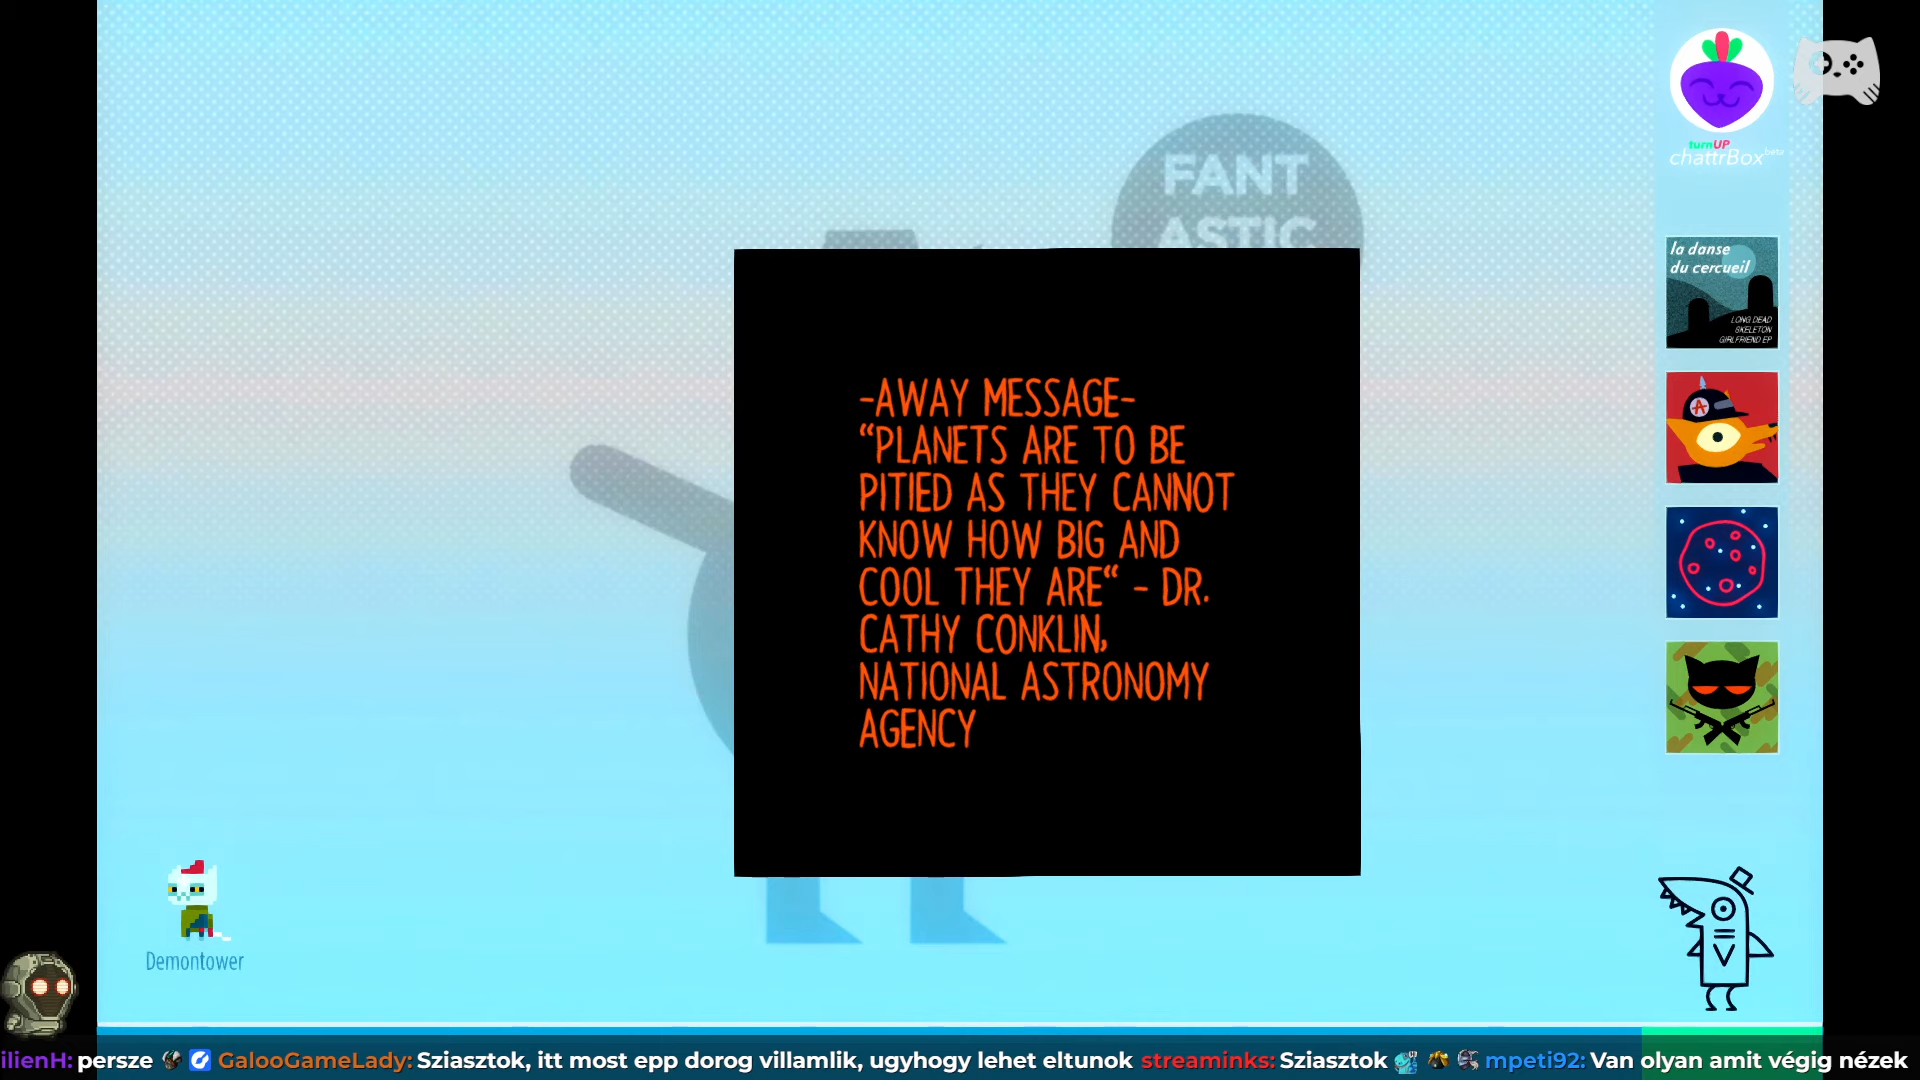 FANT
ASTIC
turnUP
chattrBox beta
la danse
du cercueil
LONG DEAD
SKELETON
GIRLFRIEND EP
A
-AWAY MESSAGE-
“PLANETS ARE TO BE
PITIED AS THEY CANNOT
KNOW HOW BIG AND
COOL THEY ARE“ - DR.
CATHY CONKLIN,
NATIONAL ASTRONOMY
AGENCY
Demontower
ilienH: persze GalooGameLady: Sziasztok, itt most epp dorog villamlik, ugyhogy lehet eltunok streaminks: Sziasztok mpeti92: Van olyan amit végig nézek